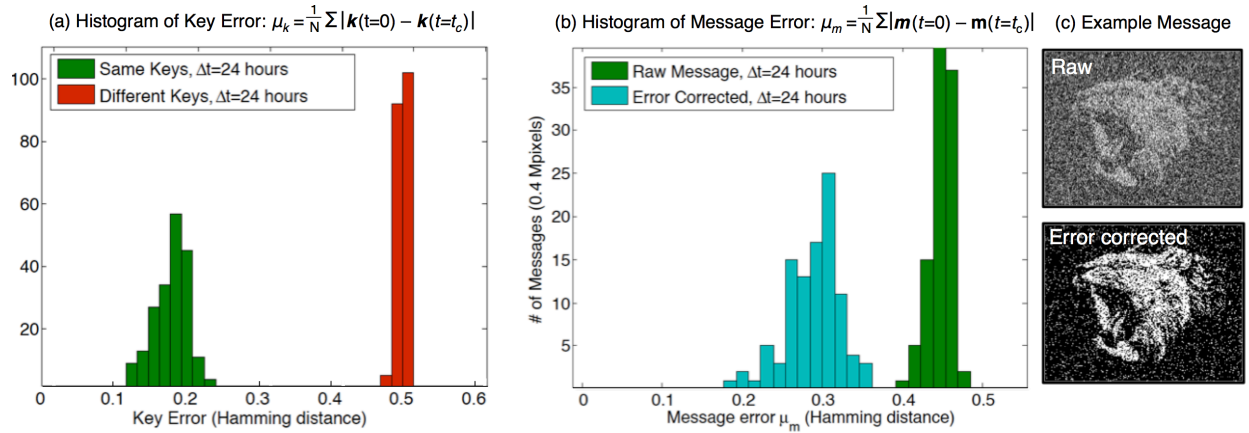 (a) Histogram of Key Error: μk = 1/N Σ|k(t=0) − k(t=tc)|
Same Keys, Δt=24 hours
Different Keys, Δt=24 hours
100
80
60
40
20
0 0.1 0.2 0.3 0.4 0.5 0.6
Key Error (Hamming distance)
(b) Histogram of Message Error: μm = 1/N Σ|m(t=0) − m(t=tc)|
Raw Message, Δt=24 hours
Error Corrected, Δt=24 hours
# of Messages (0.4 Mpixels)
35
30
25
20
15
10
5
0 0.1 0.2 0.3 0.4 0.5
Message error μm (Hamming distance)
(c) Example Message
Raw
Error corrected